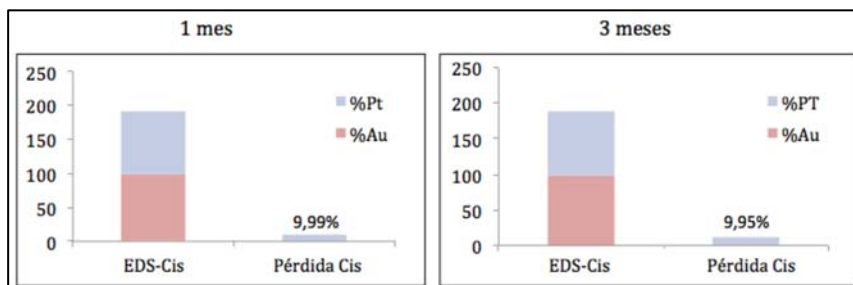 1 mes
250
200
150
100
50
0
%Pt
%Au
9,99%
EDS-Cis
Pérdida Cis
3 meses
250
200
150
100
50
0
%PT
%Au
9,95%
EDS-Cis
Pérdida Cis